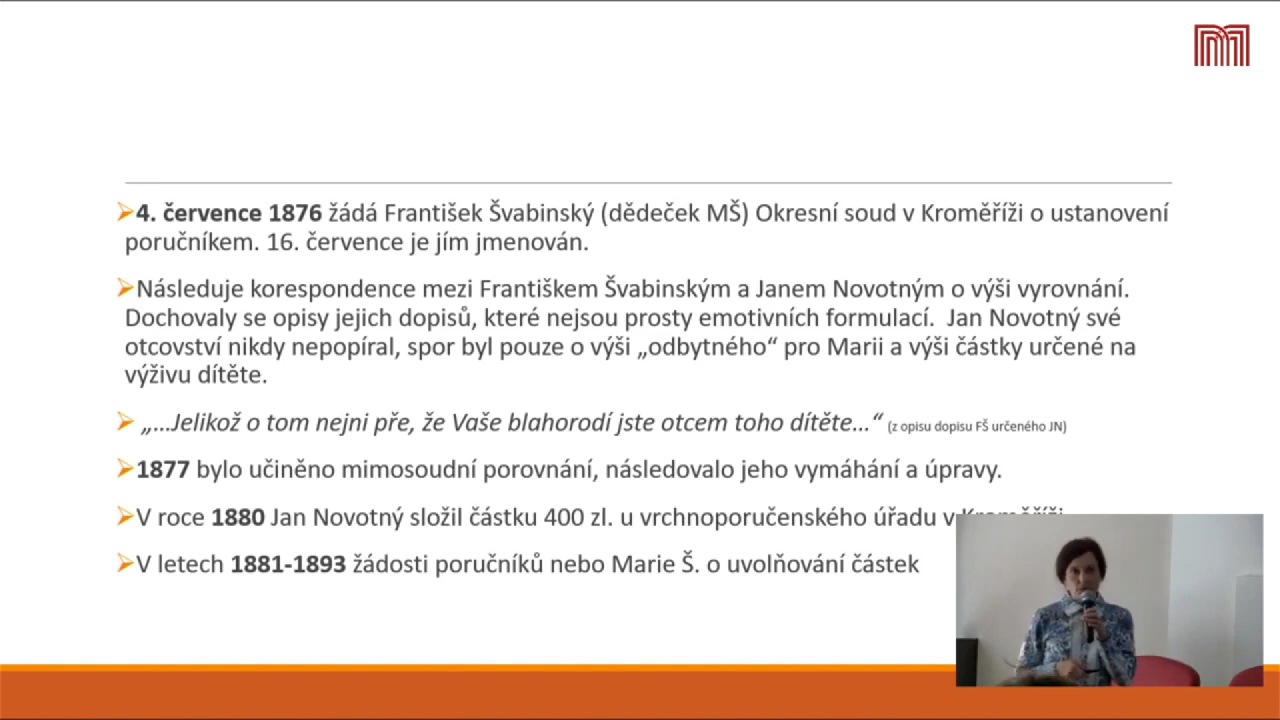 ➢4. července 1876 žádá František Švabinský (dědeček MŠ) Okresní soud v Kroměříži o ustanovení
poručníkem. 16. července je jím jmenován.
➢Následuje korespondence mezi Františkem Švabinským a Janem Novotným o výši vyrovnání.
Dochovaly se opisy jejich dopisů, které nejsou prosty emotivních formulací. Jan Novotný své
otcovství nikdy nepopíral, spor byl pouze o výši „odbytného“ pro Marii a výši částky určené na
výživu dítěte.
➢ „…Jelikož o tom nejni pře, že Vaše blahorodí jste otcem toho dítěte…“ (z opisu dopisu FŠ určeného JN)
➢1877 bylo učiněno mimosoudní porovnání, následovalo jeho vymáhání a úpravy.
➢V roce 1880 Jan Novotný složil částku 400 zl. u vrchnoporučenského úřadu v
➢V letech 1881-1893 žádosti poručníků nebo Marie Š. o uvolňování částek